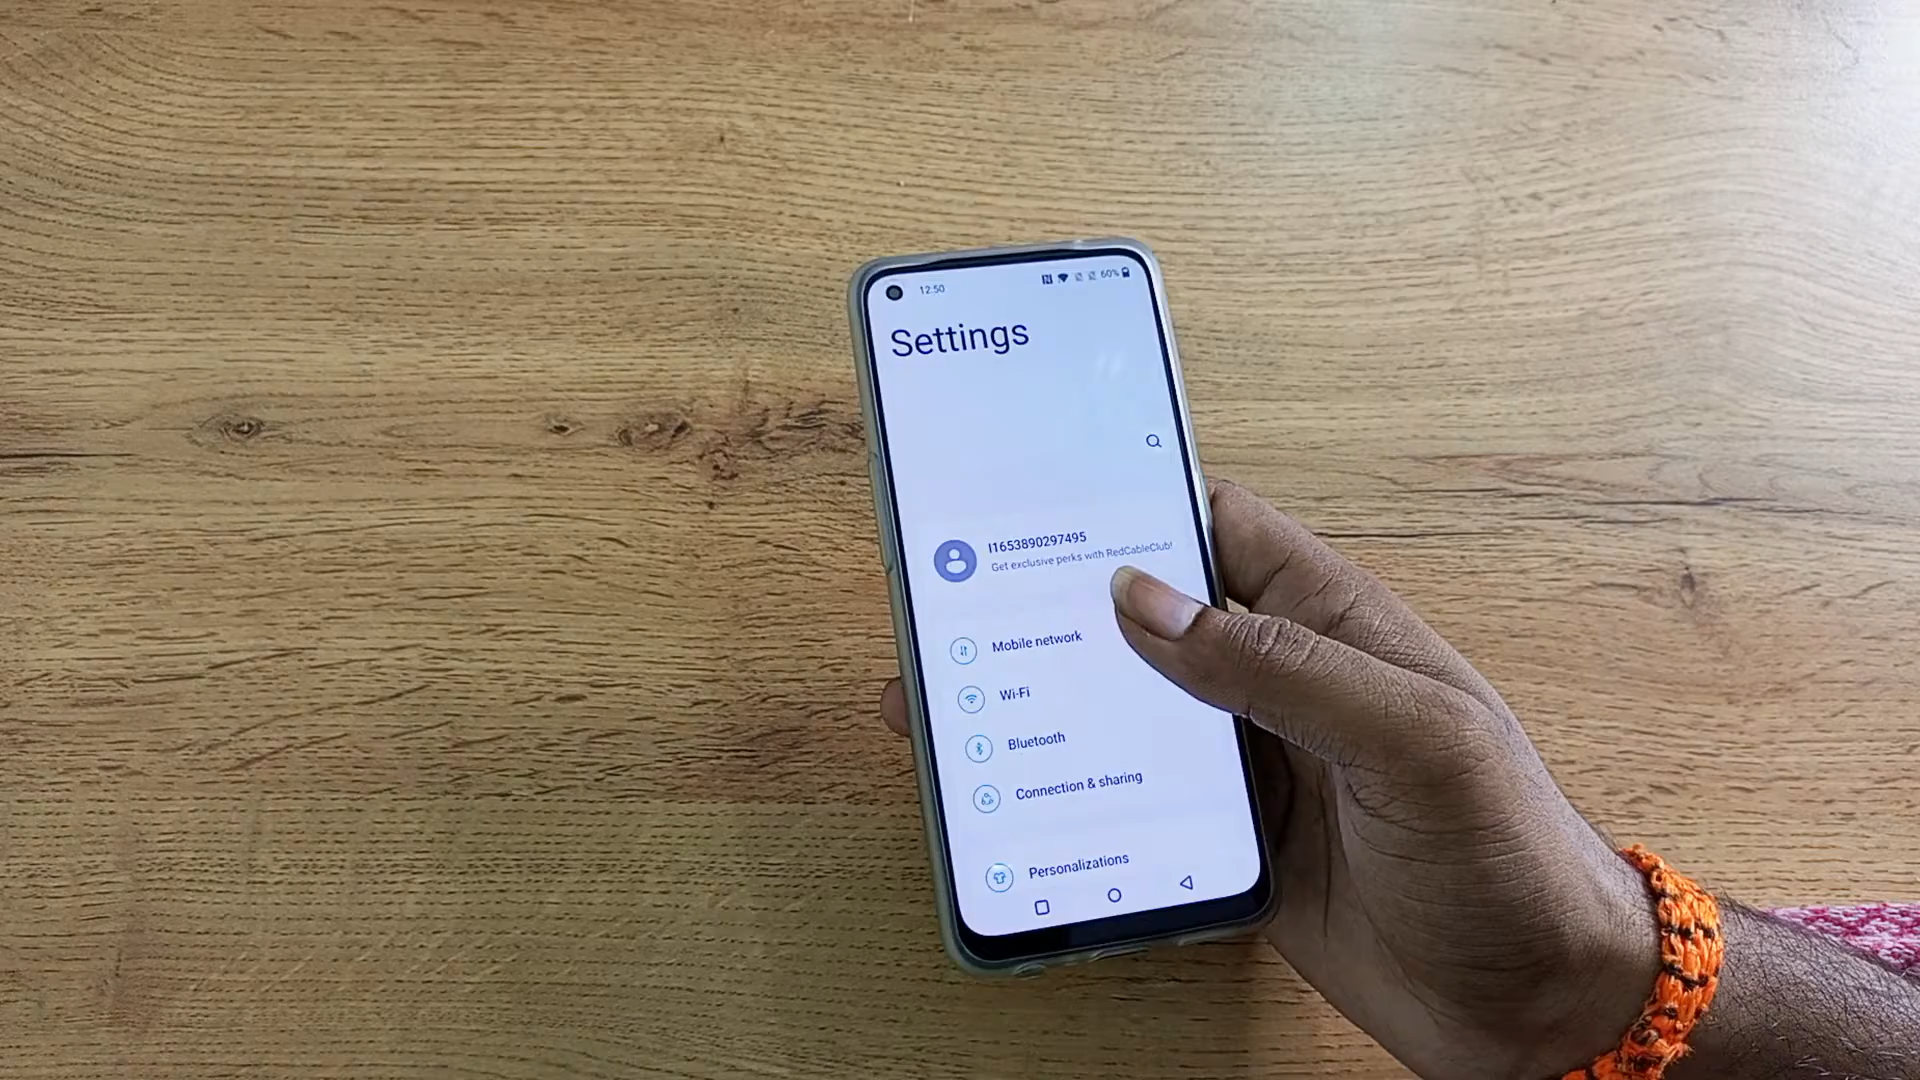 12.50
60%
Settings
I1653890297495
Get exclusive perks with RedCableClub!
Mobile network
Wi-Fi
Bluetooth
Connection & sharing
Personalizations